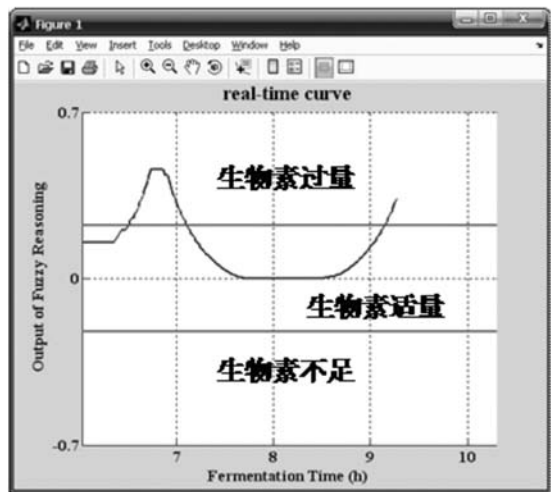 Figure 1
File Edit View Insert Tools Desktop Window Help
real-time curve
0.7
生物素过量
Output of Fuzzy Reasoning
0
生物素适量
生物素不足
-0.7
7 8 9 10
Fermentation Time (h)